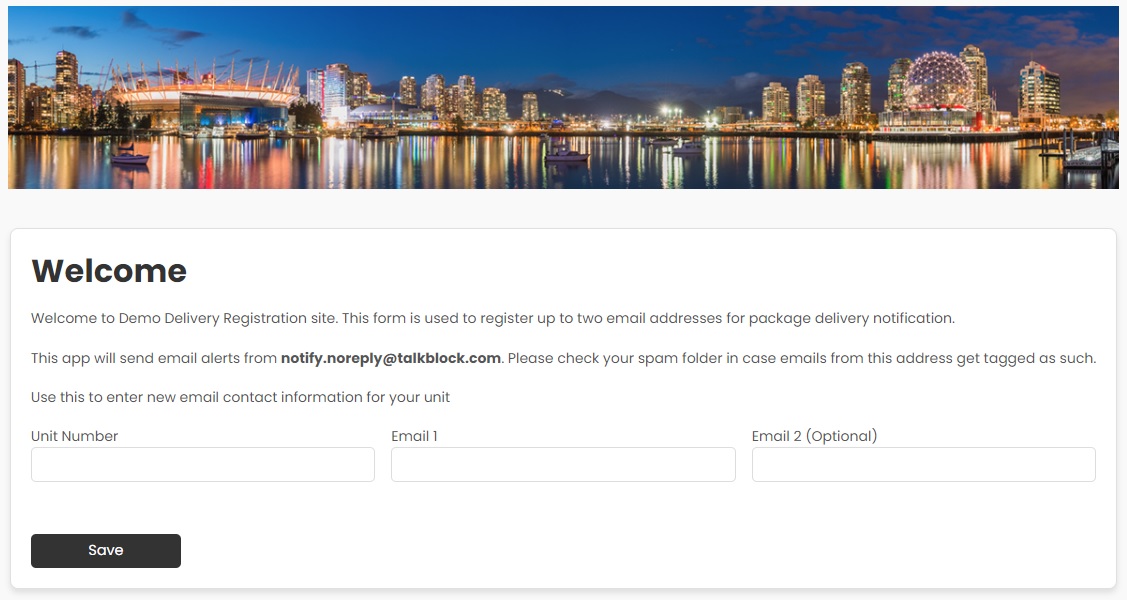 Welcome
Welcome to Demo Delivery Registration site. This form is used to register up to two email addresses for package delivery notification.
This app will send email alerts from notify.noreply@talkblock.com. Please check your spam folder in case emails from this address get tagged as such.
Use this to enter new email contact information for your unit
Unit Number
Email 1
Email 2 (Optional)
Save